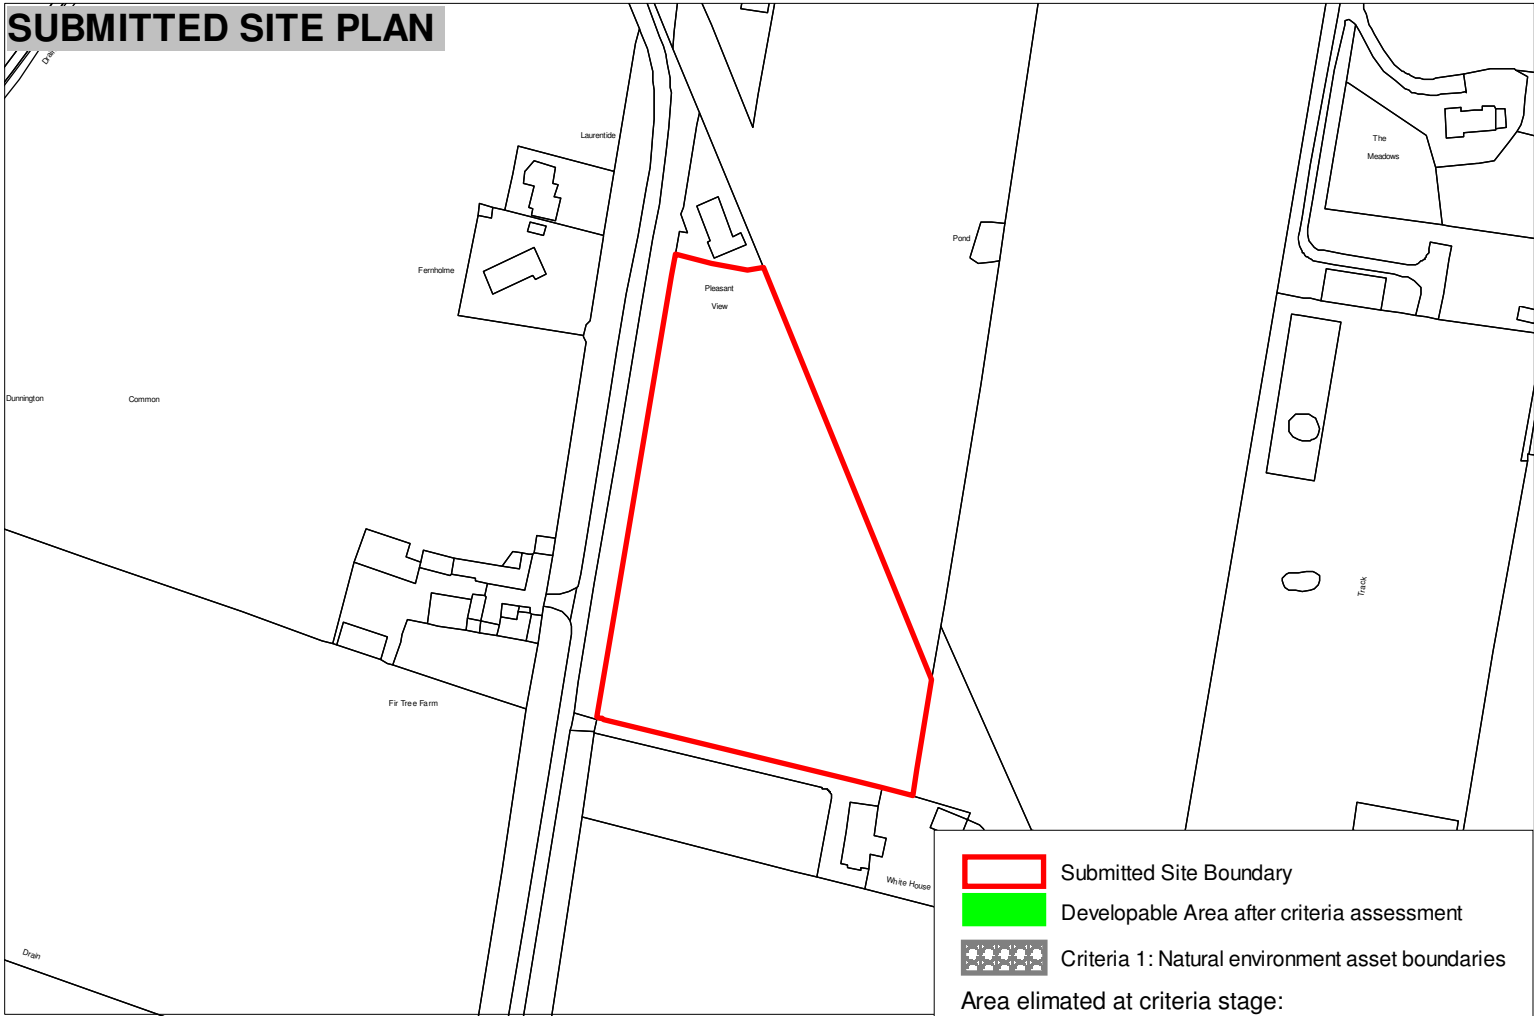 SUBMITTED SITE PLAN
Drain
Laurentide
The
Meadows
Pond
Fernholme
Pleasant
View
Dunnington
Common
Track
Fir Tree Farm
White House
Drain
Submitted Site Boundary
Developable Area after criteria assessment
Criteria 1: Natural environment asset boundaries
Area elimated at criteria stage: